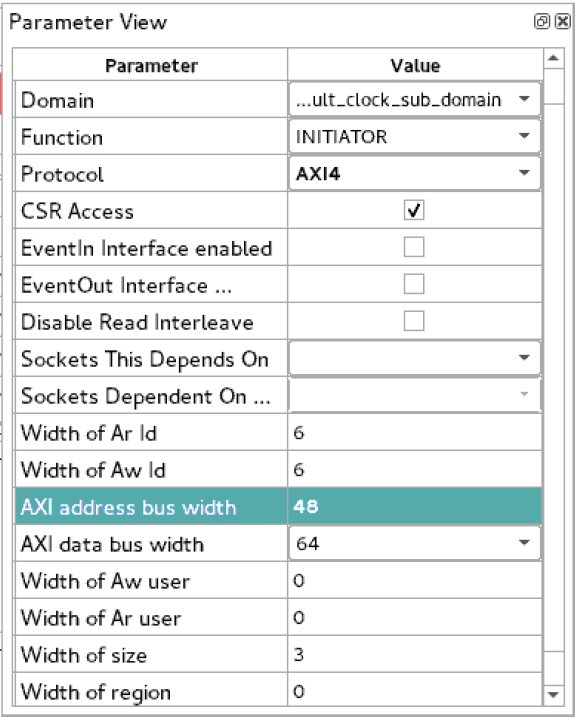 Parameter View
Parameter Value
Domain ...ult_clock_sub_domain
Function INITIATOR
Protocol AXI4
CSR Access
EventIn Interface enabled
EventOut Interface ...
Disable Read Interleave
Sockets This Depends On
Sockets Dependent On ...
Width of Ar Id 6
Width of Aw Id 6
AXI address bus width 48
AXI data bus width 64
Width of Aw user 0
Width of Ar user 0
Width of size 3
Width of region 0